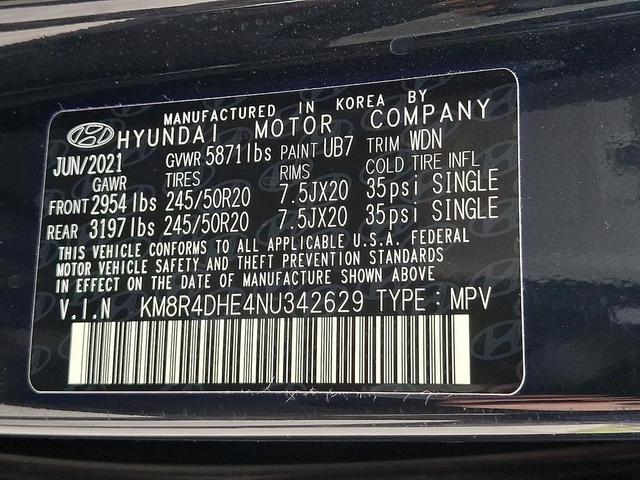 MANUFACTURED IN KOREA BY
HYUNDAI MOTOR COMPANY
JUN/2021 GVWR 5871 lbs PAINT UB7 TRIM WDN
GAWR TIRES RIMS COLD TIRE INFL
FRONT 2954 lbs 245/50R20 7.5JX20 35psi SINGLE
REAR 3197 lbs 245/50R20 7.5JX20 35psi SINGLE
THIS VEHICLE CONFORMS TO ALL APPLICABLE U.S.A. FEDERAL
MOTOR VEHICLE SAFETY AND THEFT PREVENTION STANDARDS
IN EFFECT ON THE DATE OF MANUFACTURE SHOWN ABOVE
V.I.N KM8R4DHE4NU342629 TYPE : MPV